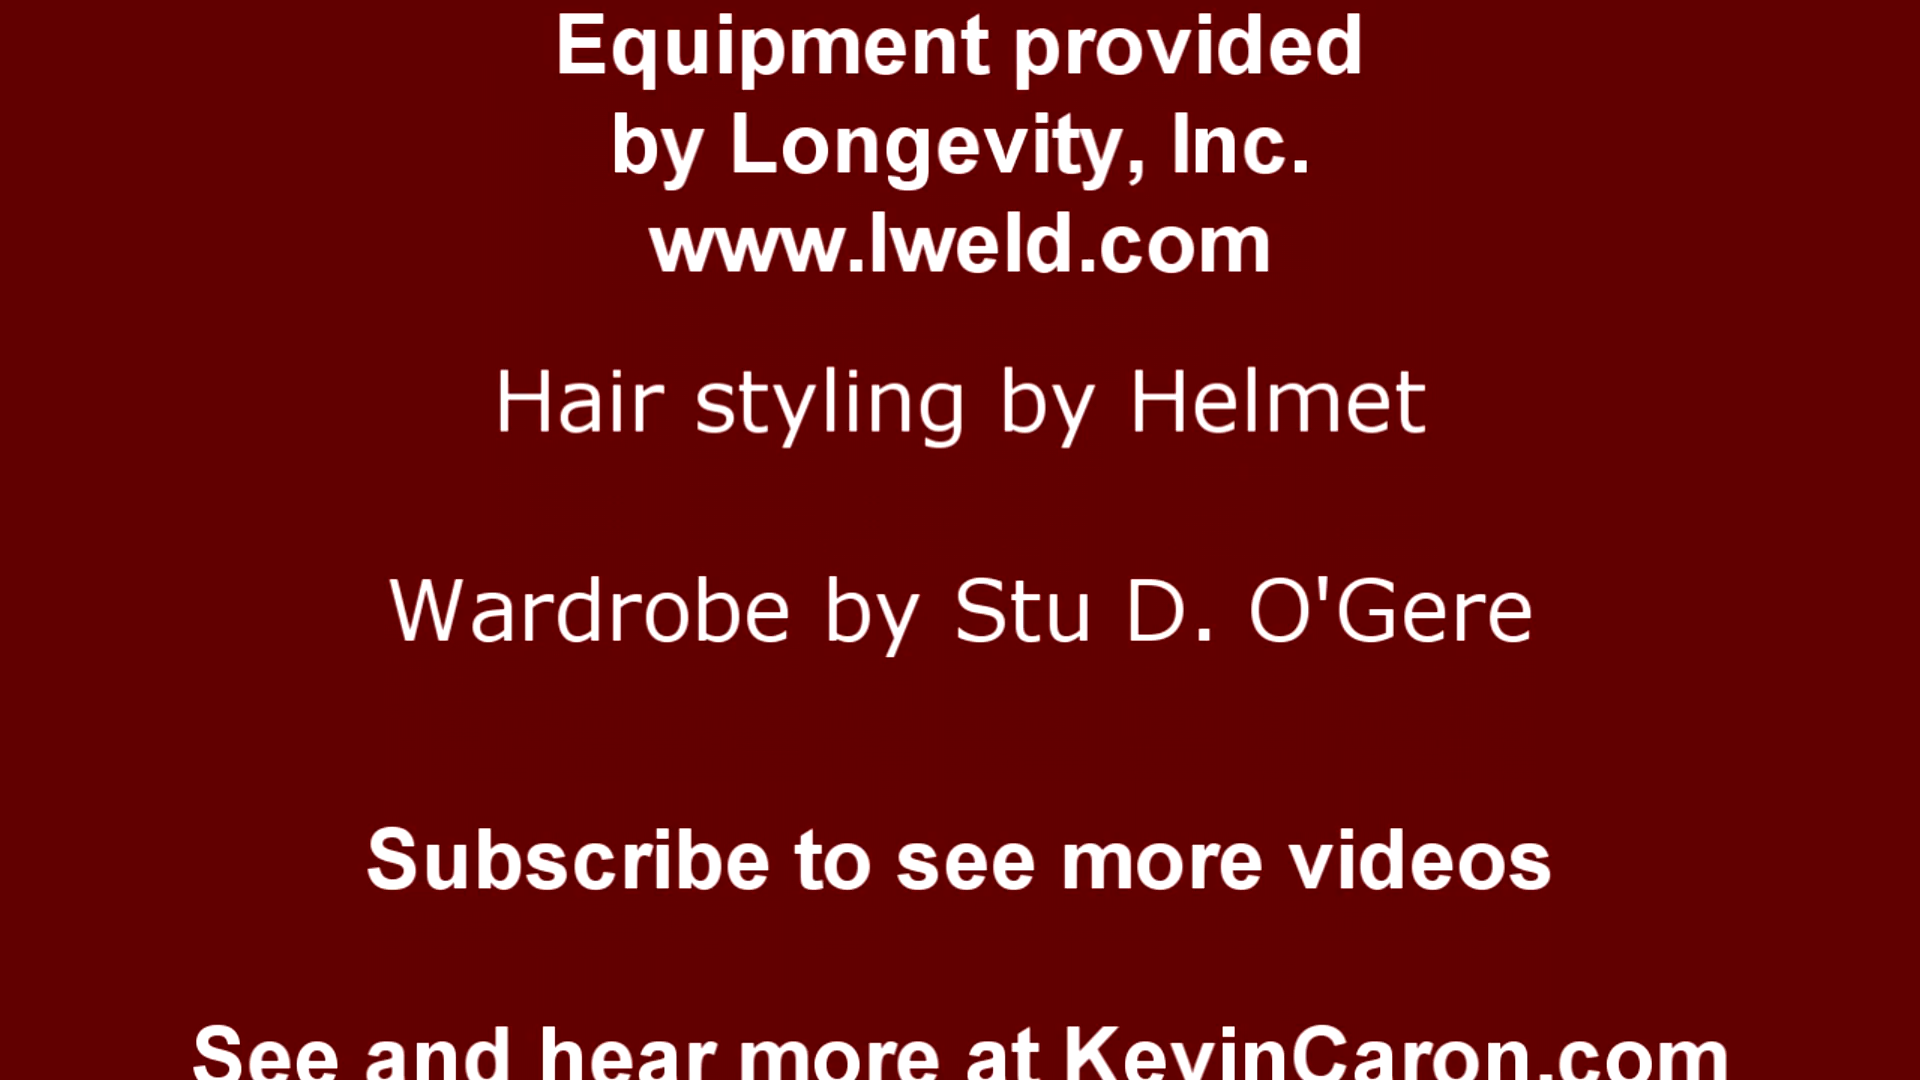 Equipment provided
by Longevity, Inc.
www.lweld.com
Hair styling by Helmet
Wardrobe by Stu D. O'Gere
Subscribe to see more videos
See and hear more at KevinCaron.com